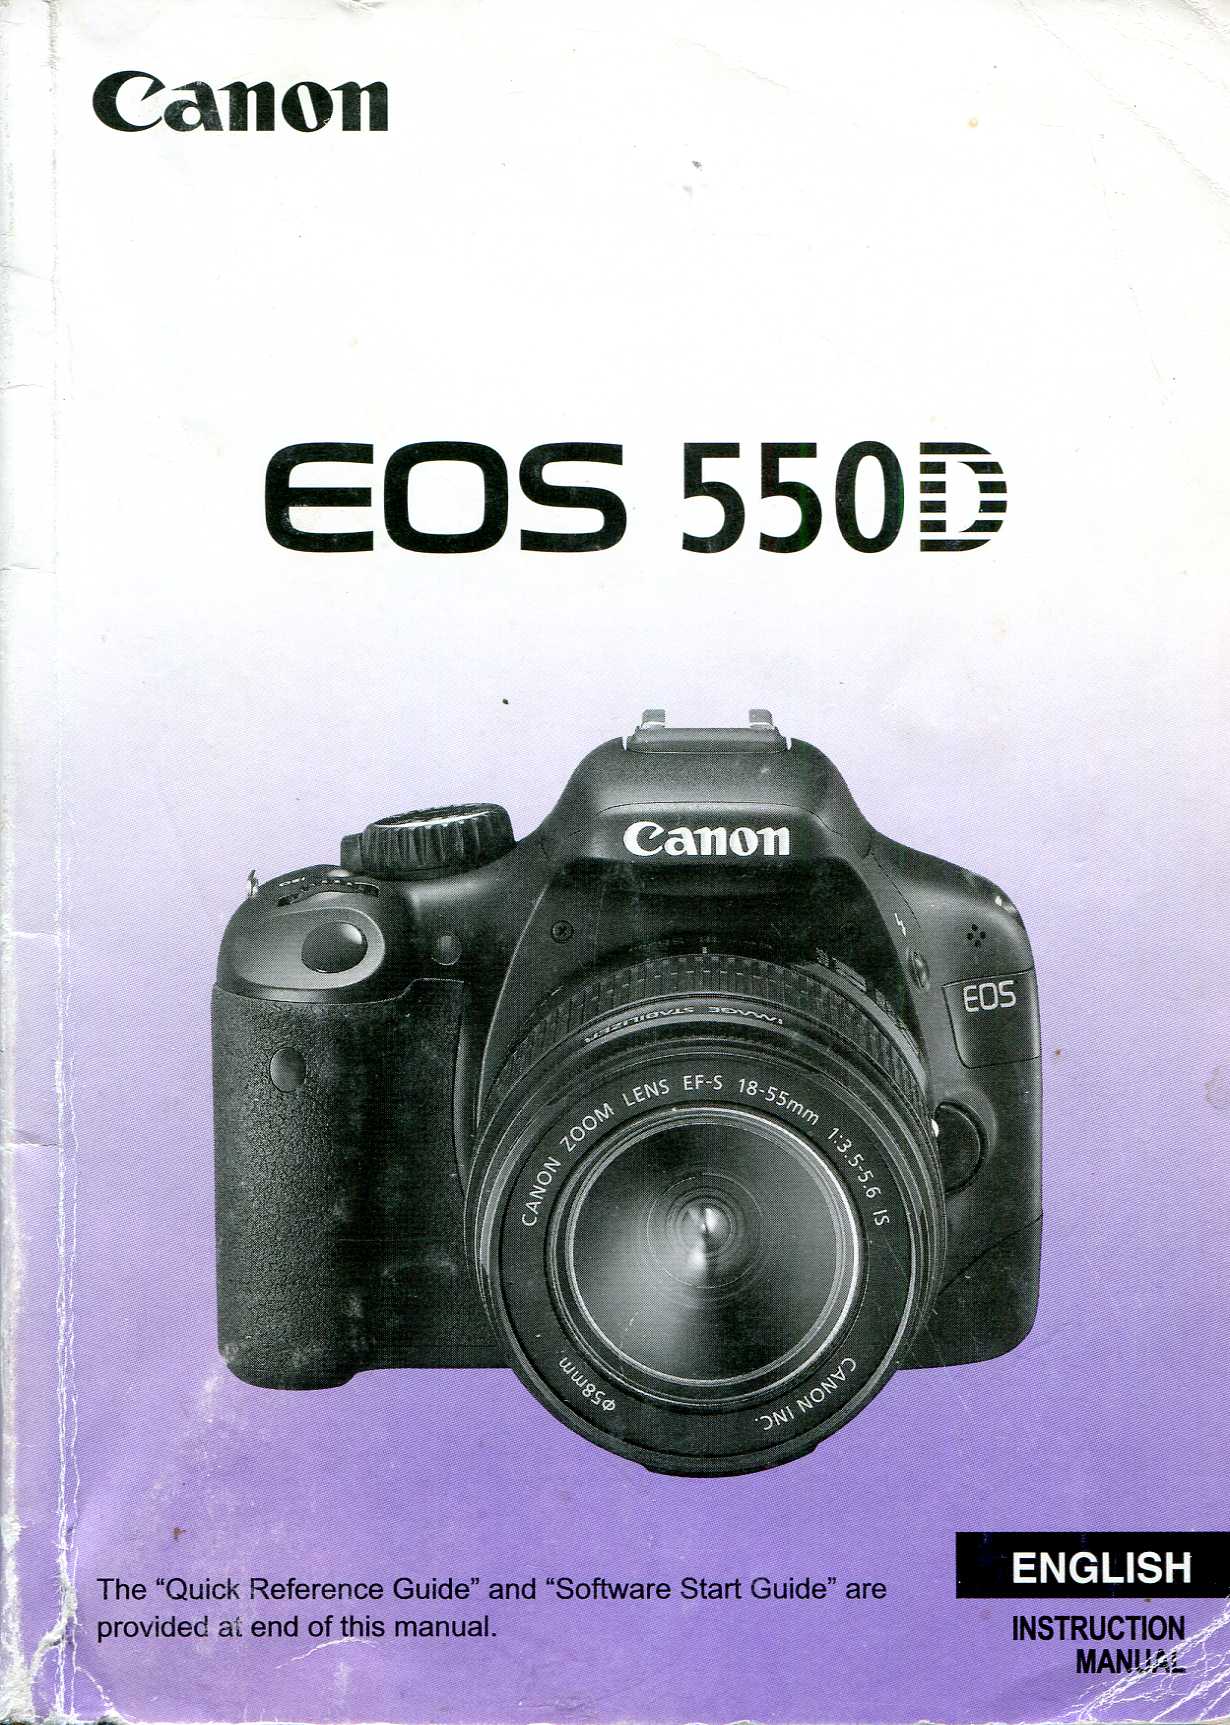 Canon
EOS 550D
Canon
EOS
IMAGE STABILIZER
CANON ZOOM LENS EF-S 18-55mm 1:3.5-5.6 IS
CANON INC.
Φ58mm
The “Quick Reference Guide” and “Software Start Guide” are
provided at end of this manual.
ENGLISH
INSTRUCTION
MANUAL